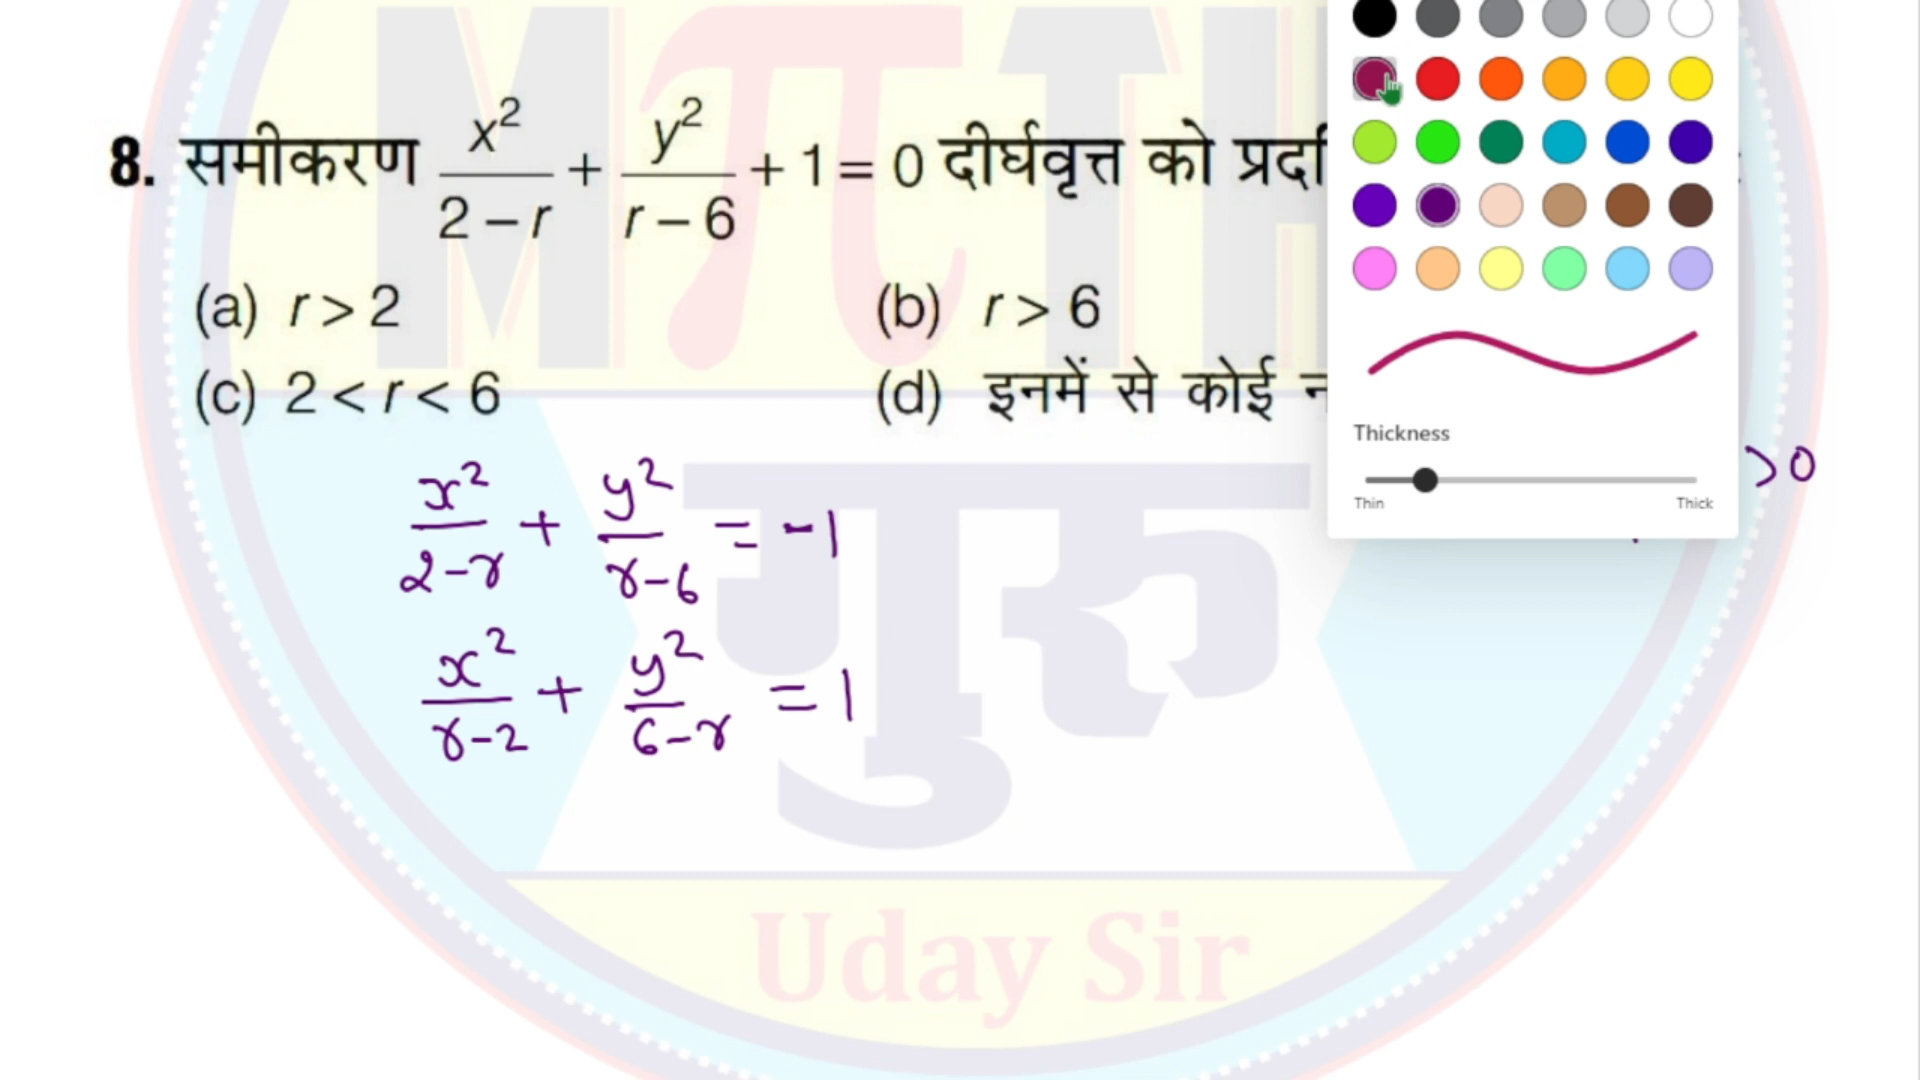 8. समीकरण x²/(2 – r) + y²/(r – 6) + 1 = 0 दीर्घवृत्त को
(a) r > 2 (b) r > 6
(c) 2 < r < 6 (d) इनमें से कोई
x²/(2-r) + y²/(r-6) = -1
>0
x²/(r-2) + y²/(6-r) = 1
Thickness
Thin Thick
MπTH
गुरु
Uday Sir